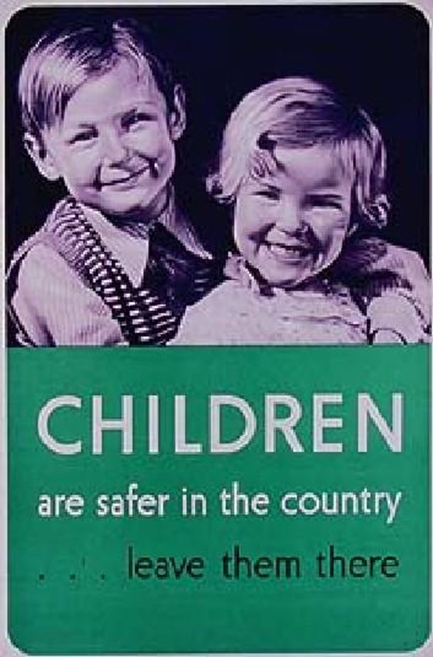 CHILDREN
are safer in the country
. . . leave them there